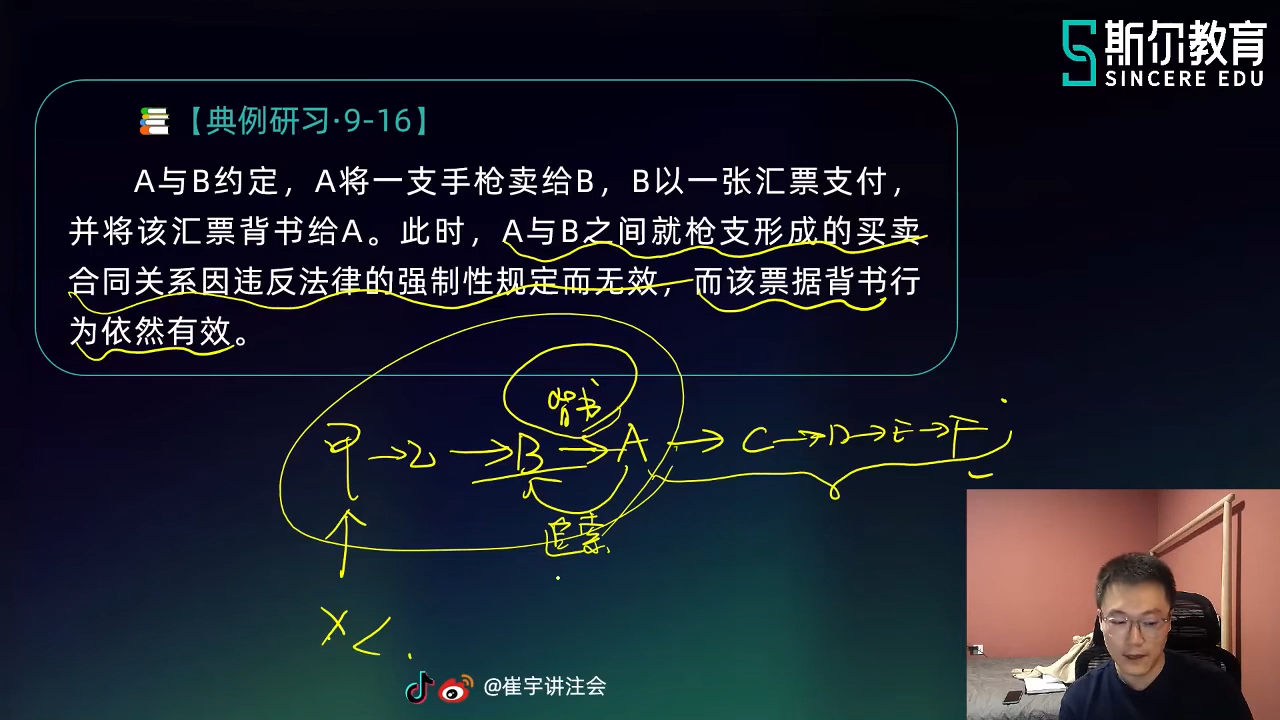 斯尔教育
SINCERE EDU
【典例研习·9-16】
A与B约定，A将一支手枪卖给B，B以一张汇票支付，
并将该汇票背书给A。此时，A与B之间就枪支形成的买卖
合同关系因违反法律的强制性规定而无效，而该票据背书行
为依然有效。
背书
甲→乙→B→A→C→D→E→F
追索
X
@崔宇讲注会